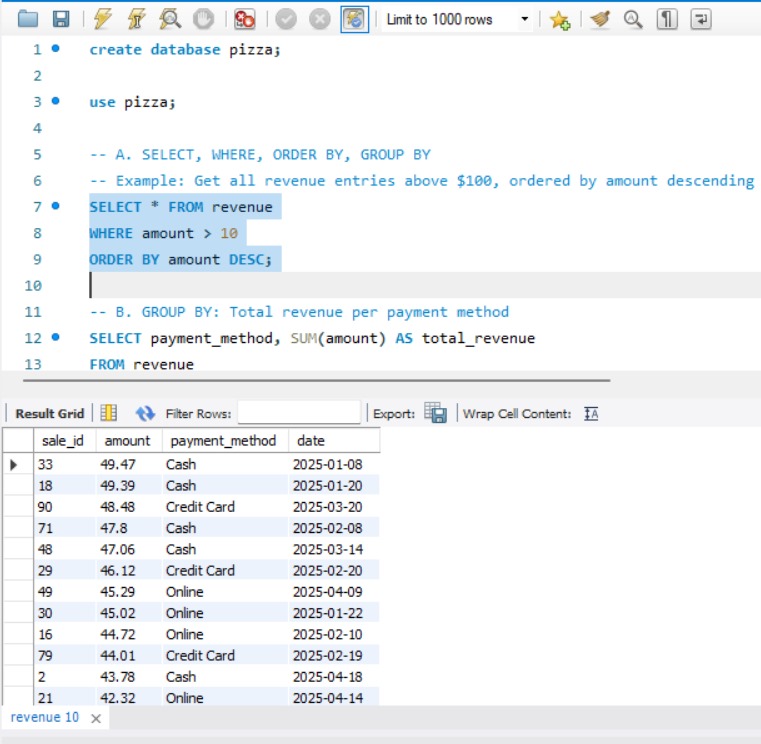 Limit to 1000 rows
1 create database pizza;
2
3 use pizza;
4
5 -- A. SELECT, WHERE, ORDER BY, GROUP BY
6 -- Example: Get all revenue entries above $100, ordered by amount descending
7 SELECT * FROM revenue
8 WHERE amount > 10
9 ORDER BY amount DESC;
10
11 -- B. GROUP BY: Total revenue per payment method
12 SELECT payment_method, SUM(amount) AS total_revenue
13 FROM revenue
Result Grid Filter Rows: Export: Wrap Cell Content:
sale_id amount payment_method date
33 49.47 Cash 2025-01-08
18 49.39 Cash 2025-01-20
90 48.48 Credit Card 2025-03-20
71 47.8 Cash 2025-02-08
48 47.06 Cash 2025-03-14
29 46.12 Credit Card 2025-02-20
49 45.29 Online 2025-04-09
30 45.02 Online 2025-01-22
16 44.72 Online 2025-02-10
79 44.01 Credit Card 2025-02-19
2 43.78 Cash 2025-04-18
21 42.32 Online 2025-04-14
revenue 10